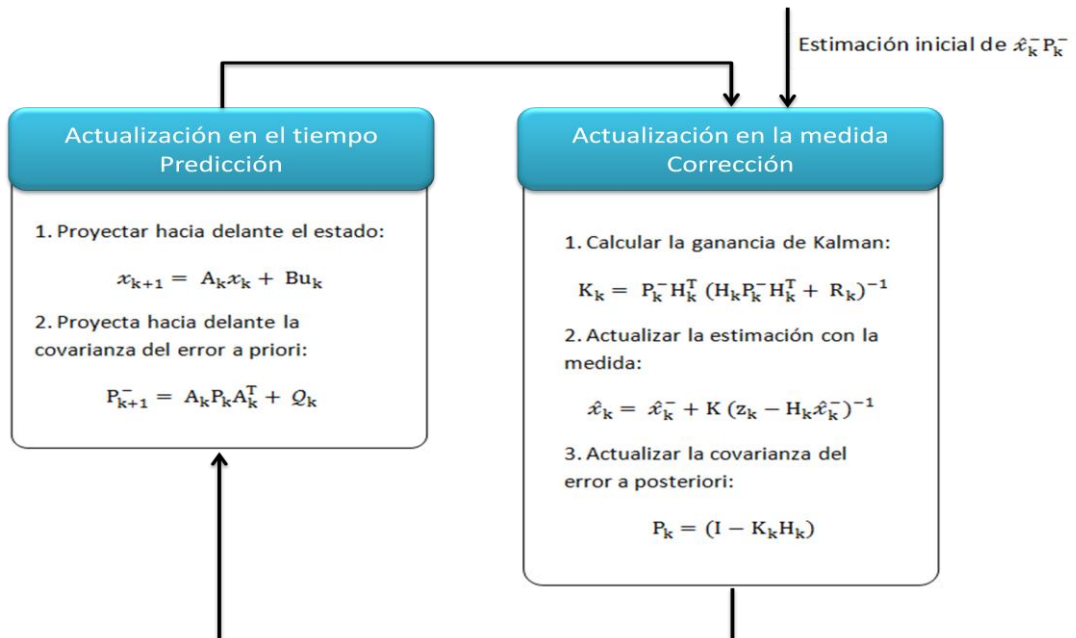 Estimación inicial de x̂ₖ⁻Pₖ⁻
Actualización en el tiempo
Predicción
1. Proyectar hacia delante el estado:
xₖ₊₁ = Aₖxₖ + Buₖ
2. Proyecta hacia delante la
covarianza del error a priori:
Pₖ₊₁⁻ = AₖPₖAₖᵀ + Qₖ
Actualización en la medida
Corrección
1. Calcular la ganancia de Kalman:
Kₖ = Pₖ⁻Hₖᵀ (HₖPₖ⁻Hₖᵀ + Rₖ)⁻¹
2. Actualizar la estimación con la
medida:
x̂ₖ = x̂ₖ⁻ + K (zₖ − Hₖx̂ₖ⁻)⁻¹
3. Actualizar la covarianza del
error a posteriori:
Pₖ = (I − KₖHₖ)